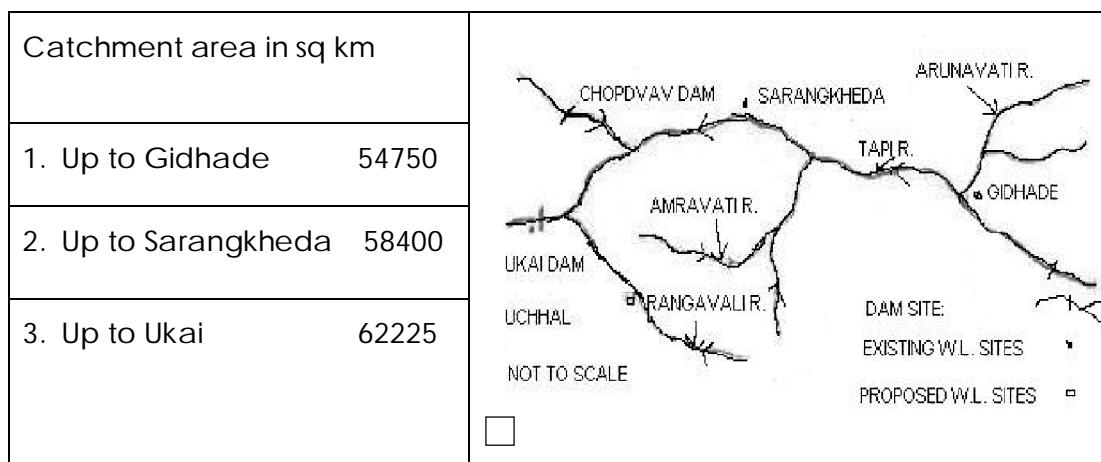 Catchment area in sq km
1. Up to Gidhade 54750
2. Up to Sarangkheda 58400
3. Up to Ukai 62225
ARUNAVATI R.
CHOPDVAV DAM
SARANGKHEDA
TAPI R.
GIDHADE
AMRAVATI R.
UKAI DAM
RANGAVALI R.
UCHHAL
DAM SITE:
EXISTING W.L. SITES
NOT TO SCALE
PROPOSED W.L. SITES